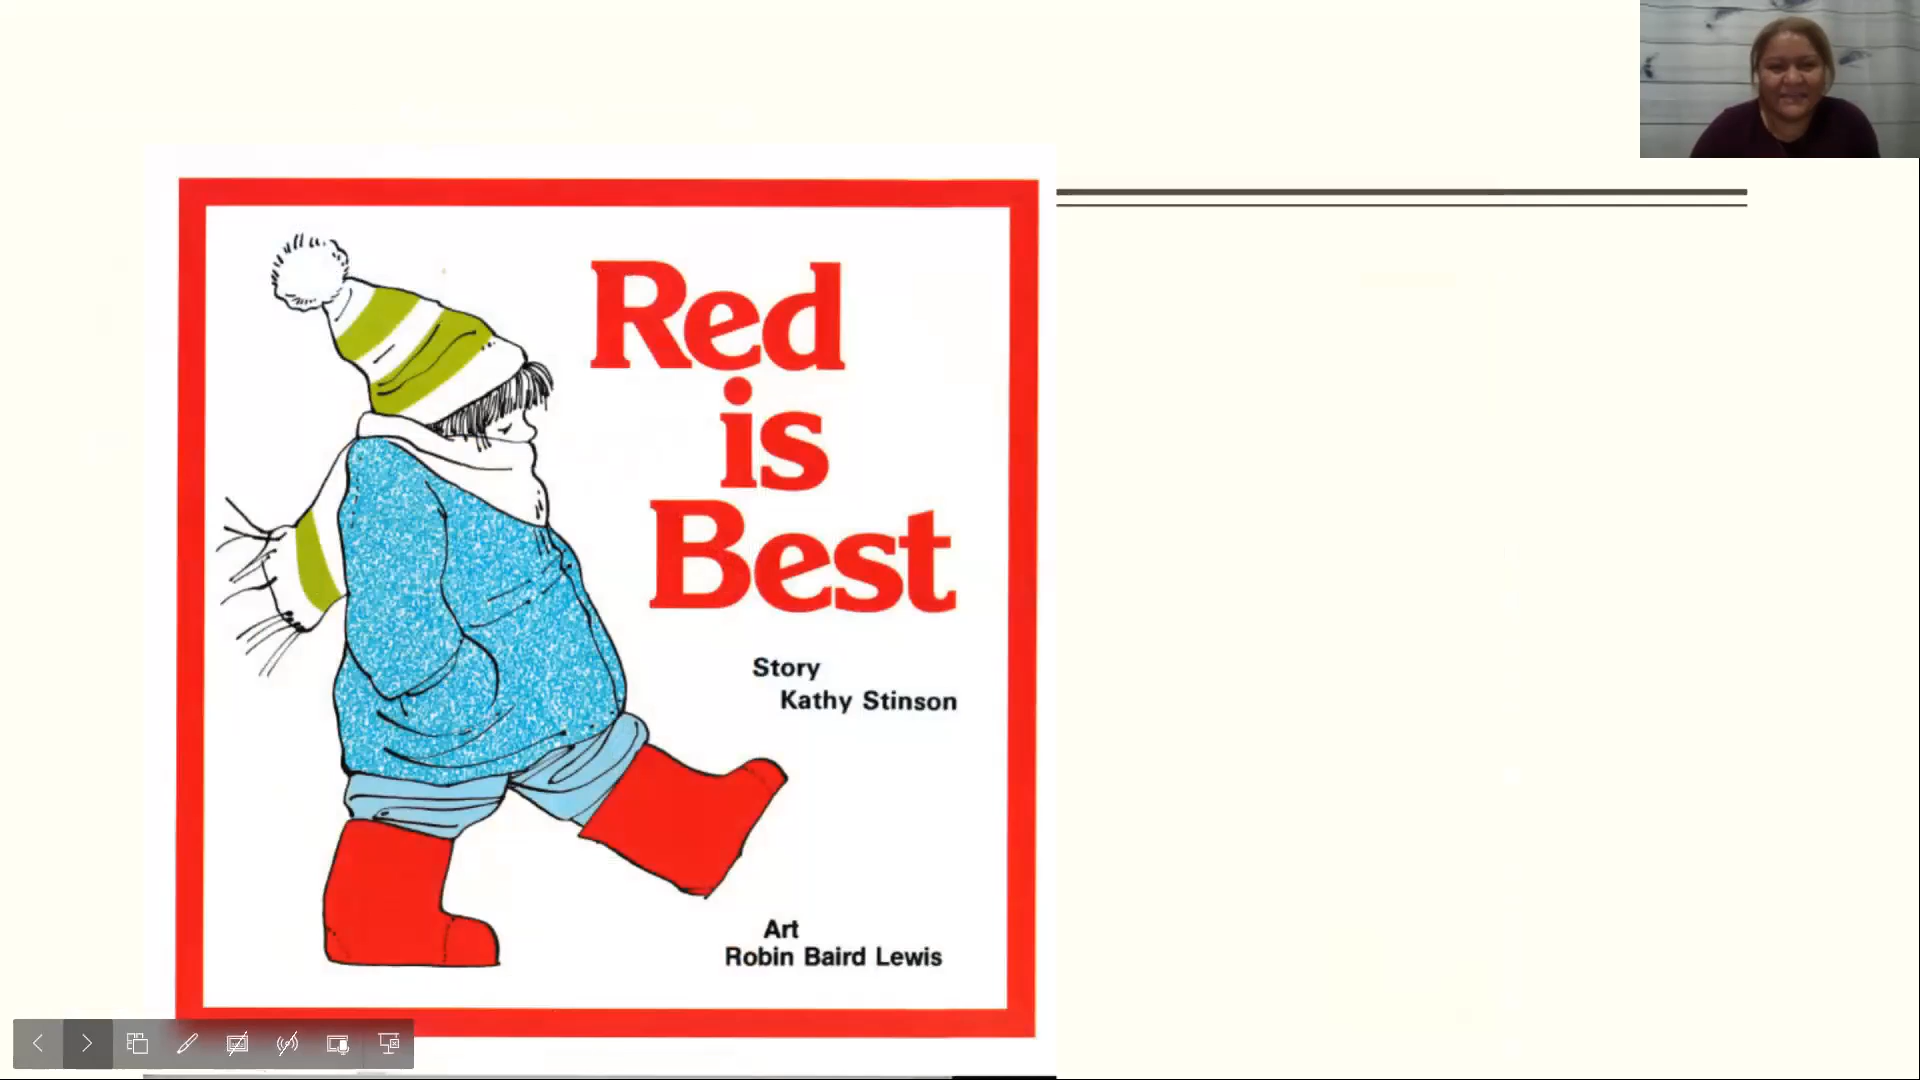 Red
is
Best
Story
Kathy Stinson
Art
Robin Baird Lewis